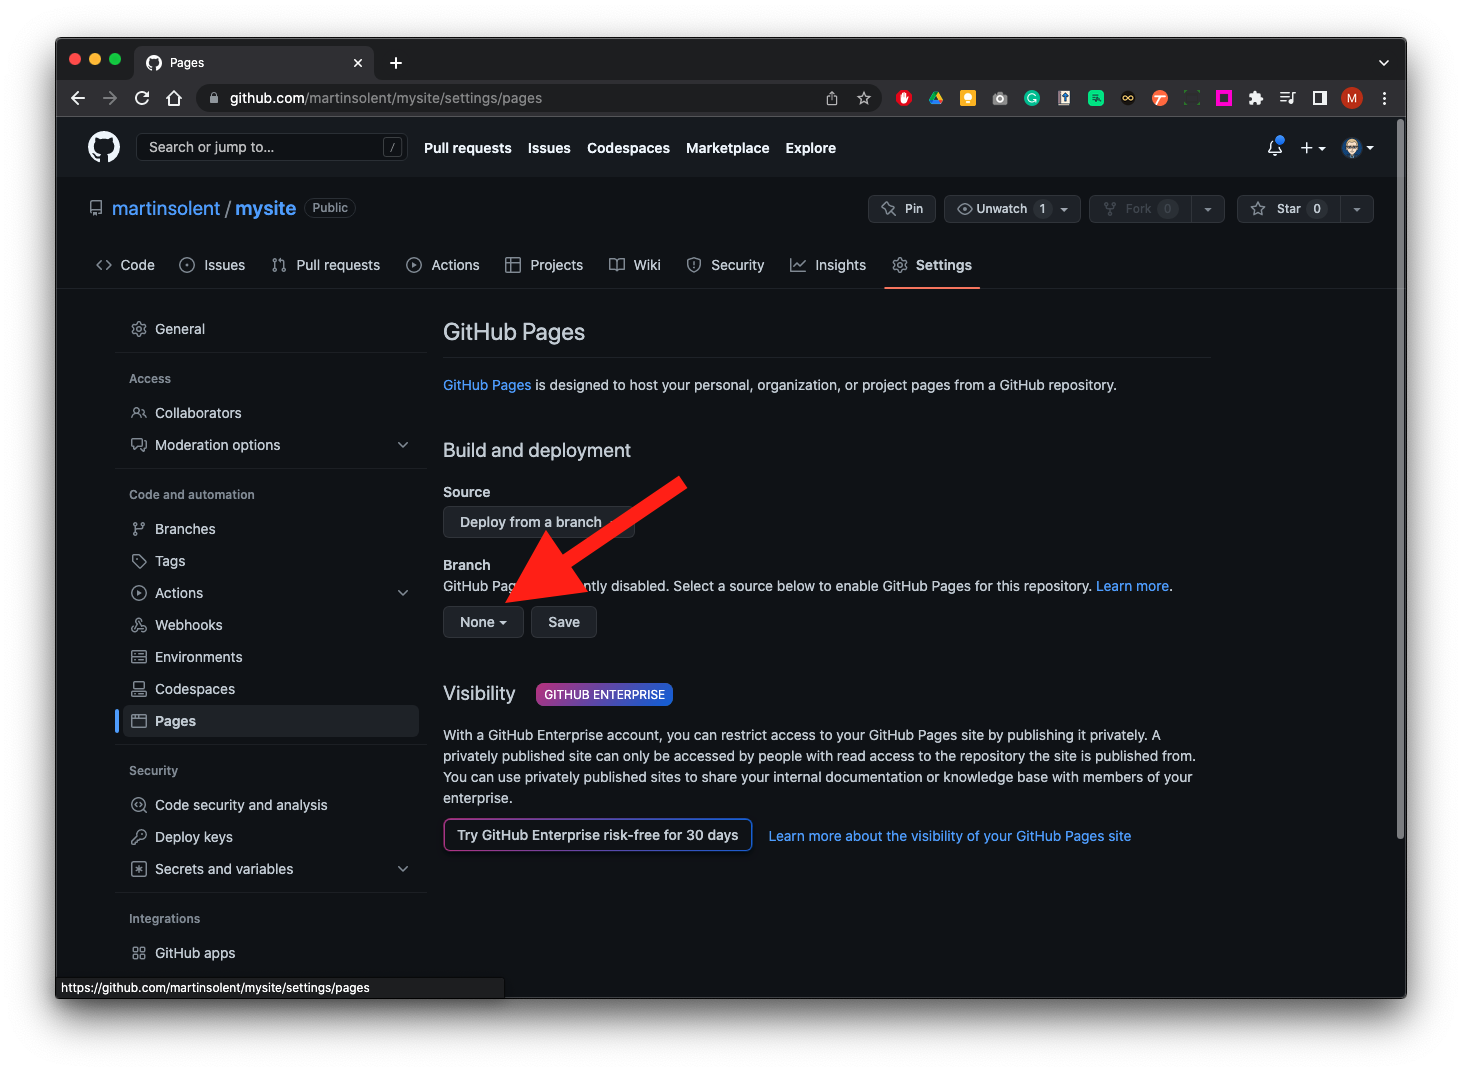 Pages
github.com/martinsolent/mysite/settings/pages
M
Search or jump to...
/
Pull requests
Issues
Codespaces
Marketplace
Explore
martinsolent / mysite
Public
Pin
Unwatch 1
Fork 0
Star 0
Code
Issues
Pull requests
Actions
Projects
Wiki
Security
Insights
Settings
General
Access
Collaborators
Moderation options
Code and automation
Branches
Tags
Actions
Webhooks
Environments
Codespaces
Pages
Security
Code security and analysis
Deploy keys
Secrets and variables
Integrations
GitHub apps
GitHub Pages
GitHub Pages is designed to host your personal, organization, or project pages from a GitHub repository.
Build and deployment
Source
Deploy from a branch
Branch
GitHub disabled. Select a source below to enable GitHub Pages for this repository. Learn more.
None
Save
Visibility
GITHUB ENTERPRISE
With a GitHub Enterprise account, you can restrict access to your GitHub Pages site by publishing it privately. A
privately published site can only be accessed by people with read access to the repository the site is published from.
You can use privately published sites to share your internal documentation or knowledge base with members of your
enterprise.
Try GitHub Enterprise risk-free for 30 days
Learn more about the visibility of your GitHub Pages site
https://github.com/martinsolent/mysite/settings/pages